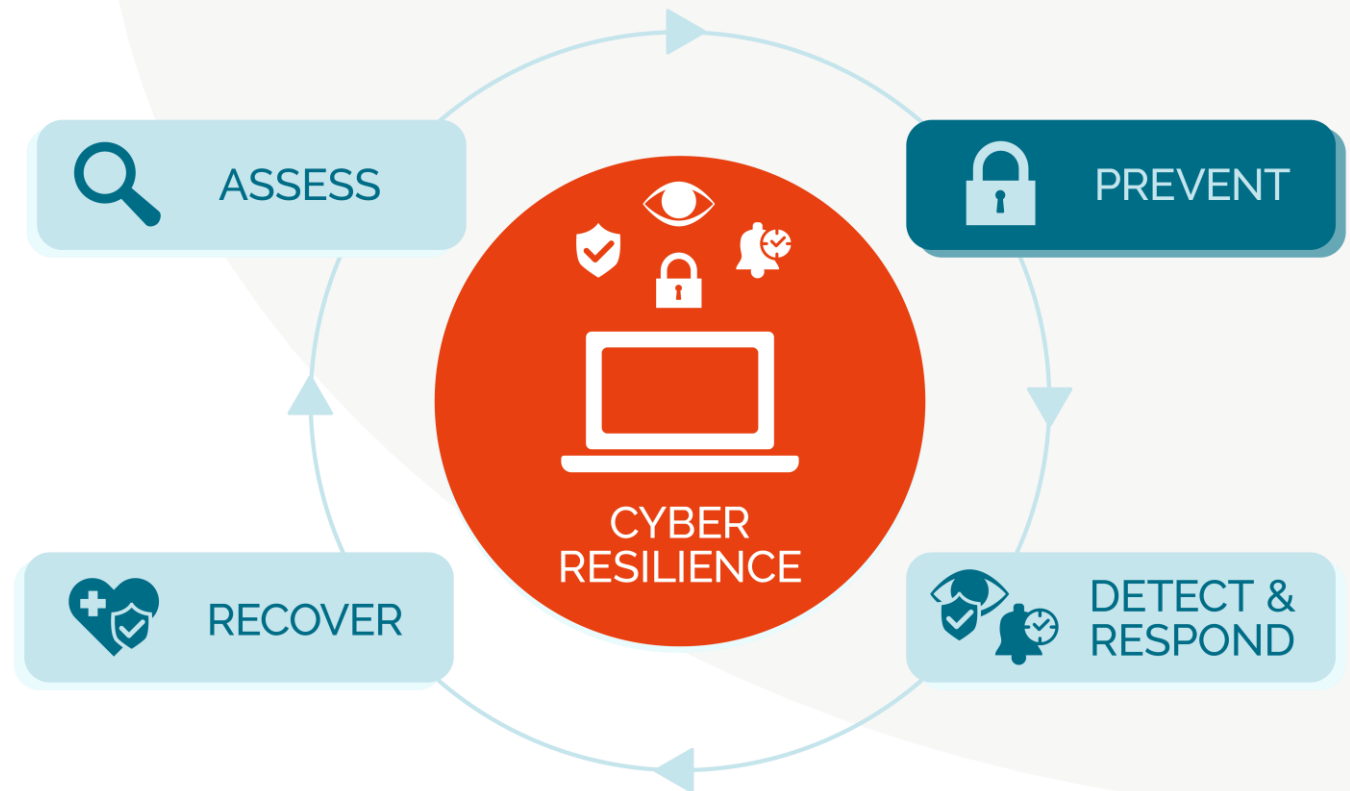 ASSESS
PREVENT
CYBER
RESILIENCE
RECOVER
DETECT &
RESPOND